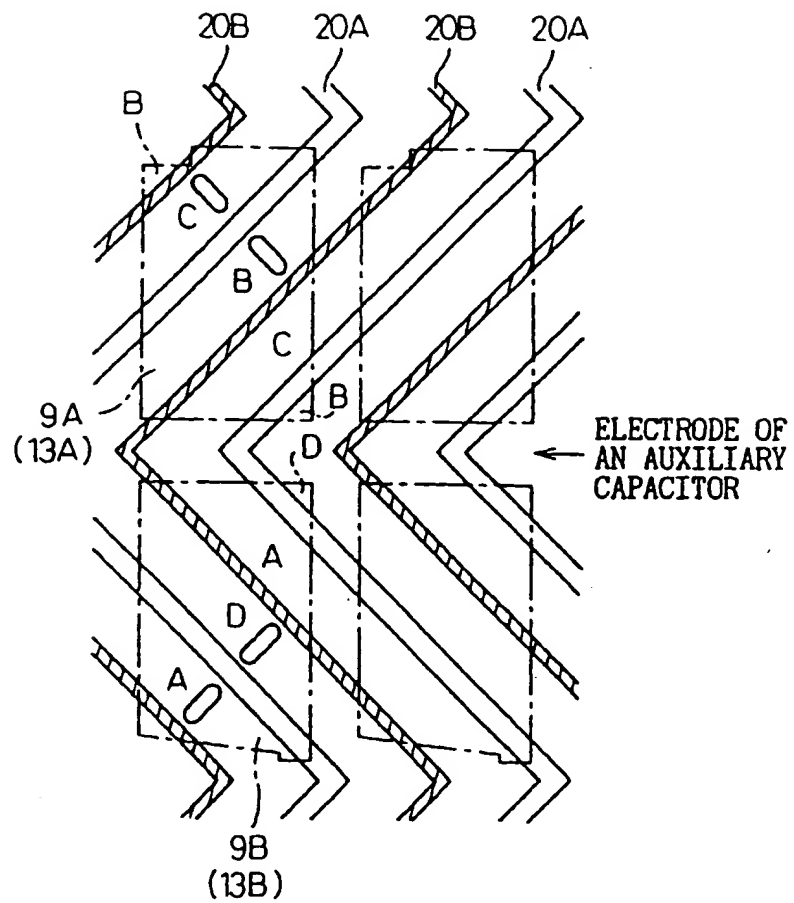 20B 20A 20B 20A
B
C
B
C
9A
(13A)
B
D
ELECTRODE OF
AN AUXILIARY
CAPACITOR
A
D
A
9B
(13B)